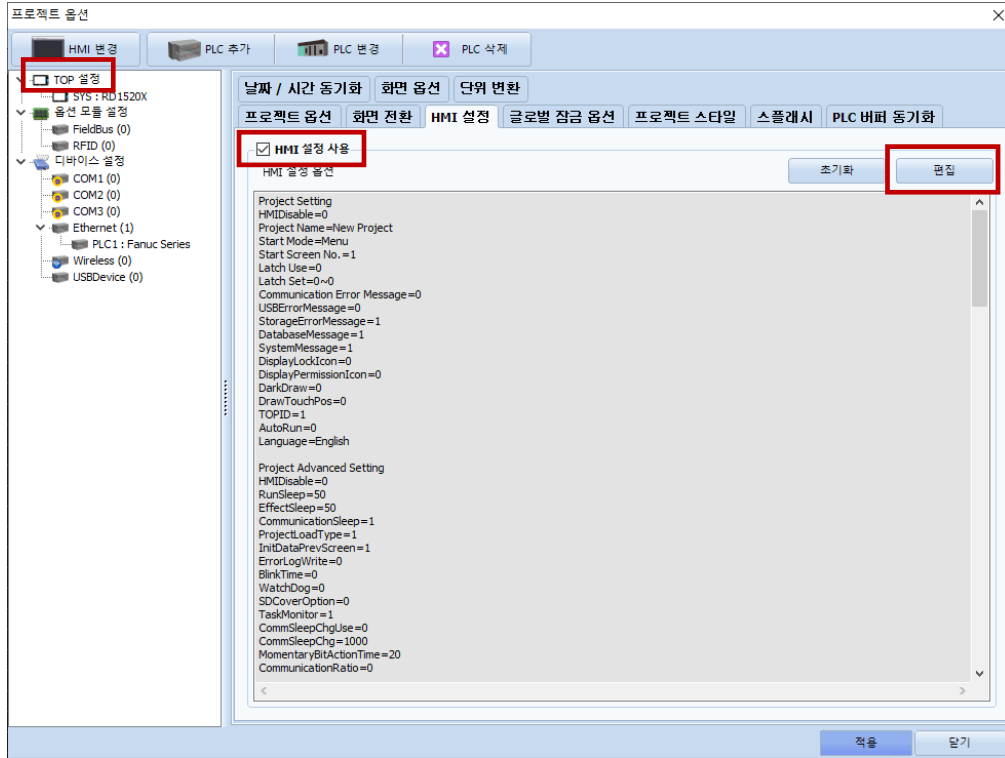 프로젝트 옵션
HMI 변경
PLC 추가
PLC 변경
PLC 삭제
TOP 설정
SYS : RD1520X
옵션 모듈 설정
FieldBus (0)
RFID (0)
디바이스 설정
COM1 (0)
COM2 (0)
COM3 (0)
Ethernet (1)
PLC1 : Fanuc Series
Wireless (0)
USBDevice (0)
날짜 / 시간 동기화
화면 옵션
단위 변환
프로젝트 옵션
화면 전환
HMI 설정
글로벌 잠금 옵션
프로젝트 스타일
스플래시
PLC 버퍼 동기화
HMI 설정 사용
HMI 설정 옵션
초기화
편집
Project Setting
HMIDisable=0
Project Name=New Project
Start Mode=Menu
Start Screen No.=1
Latch Use=0
Latch Set=0~0
Communication Error Message=0
USBErrorMessage=0
StorageErrorMessage=1
DatabaseMessage=1
SystemMessage=1
DisplayLockIcon=0
DisplayPermissionIcon=0
DarkDraw=0
DrawTouchPos=0
TOPID=1
AutoRun=0
Language=English
Project Advanced Setting
HMIDisable=0
RunSleep=50
EffectSleep=50
CommunicationSleep=1
ProjectLoadType=1
InitDataPrevScreen=1
ErrorLogWrite=0
BlinkTime=0
WatchDog=0
SDCoverOption=0
TaskMonitor=1
CommSleepChgUse=0
CommSleepChg=1000
MomentaryBitActionTime=20
CommunicationRatio=0
적용
닫기